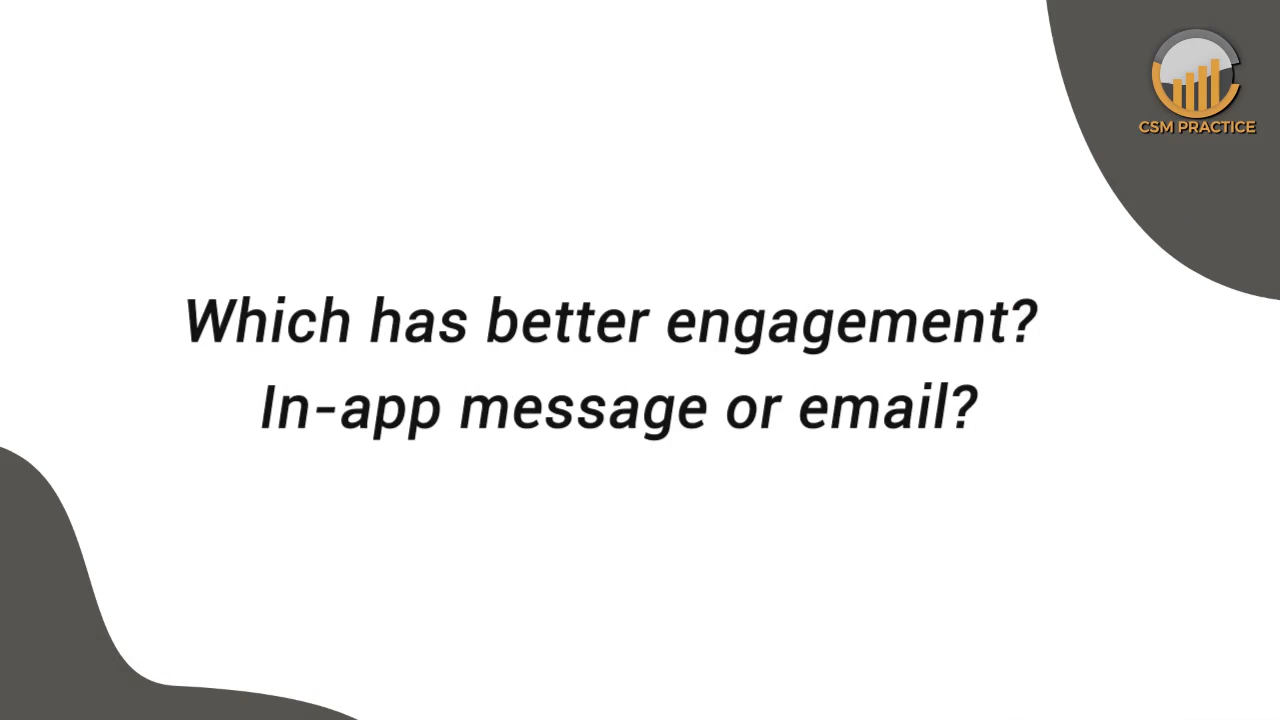 CSM PRACTICE
Which has better engagement?
In-app message or email?